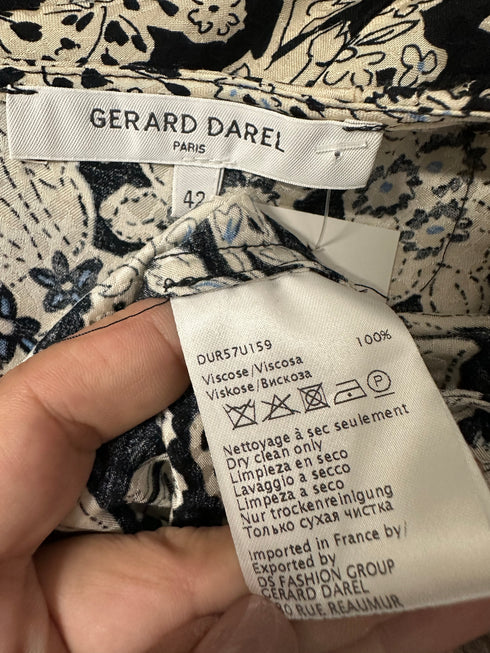 GERARD DAREL
PARIS
42
DUR57U159 100%
Viscose/Viscosa
Viskose/Вискоза
P
Nettoyage à sec seulement
Dry clean only
Limpieza en seco
Lavaggio a secco
Limpeza a seco
Nur trockenreinigung
Только сухая чистка
Imported in France by/
Exported by
DS FASHION GROUP
GERARD DAREL
RUE REAUMUR